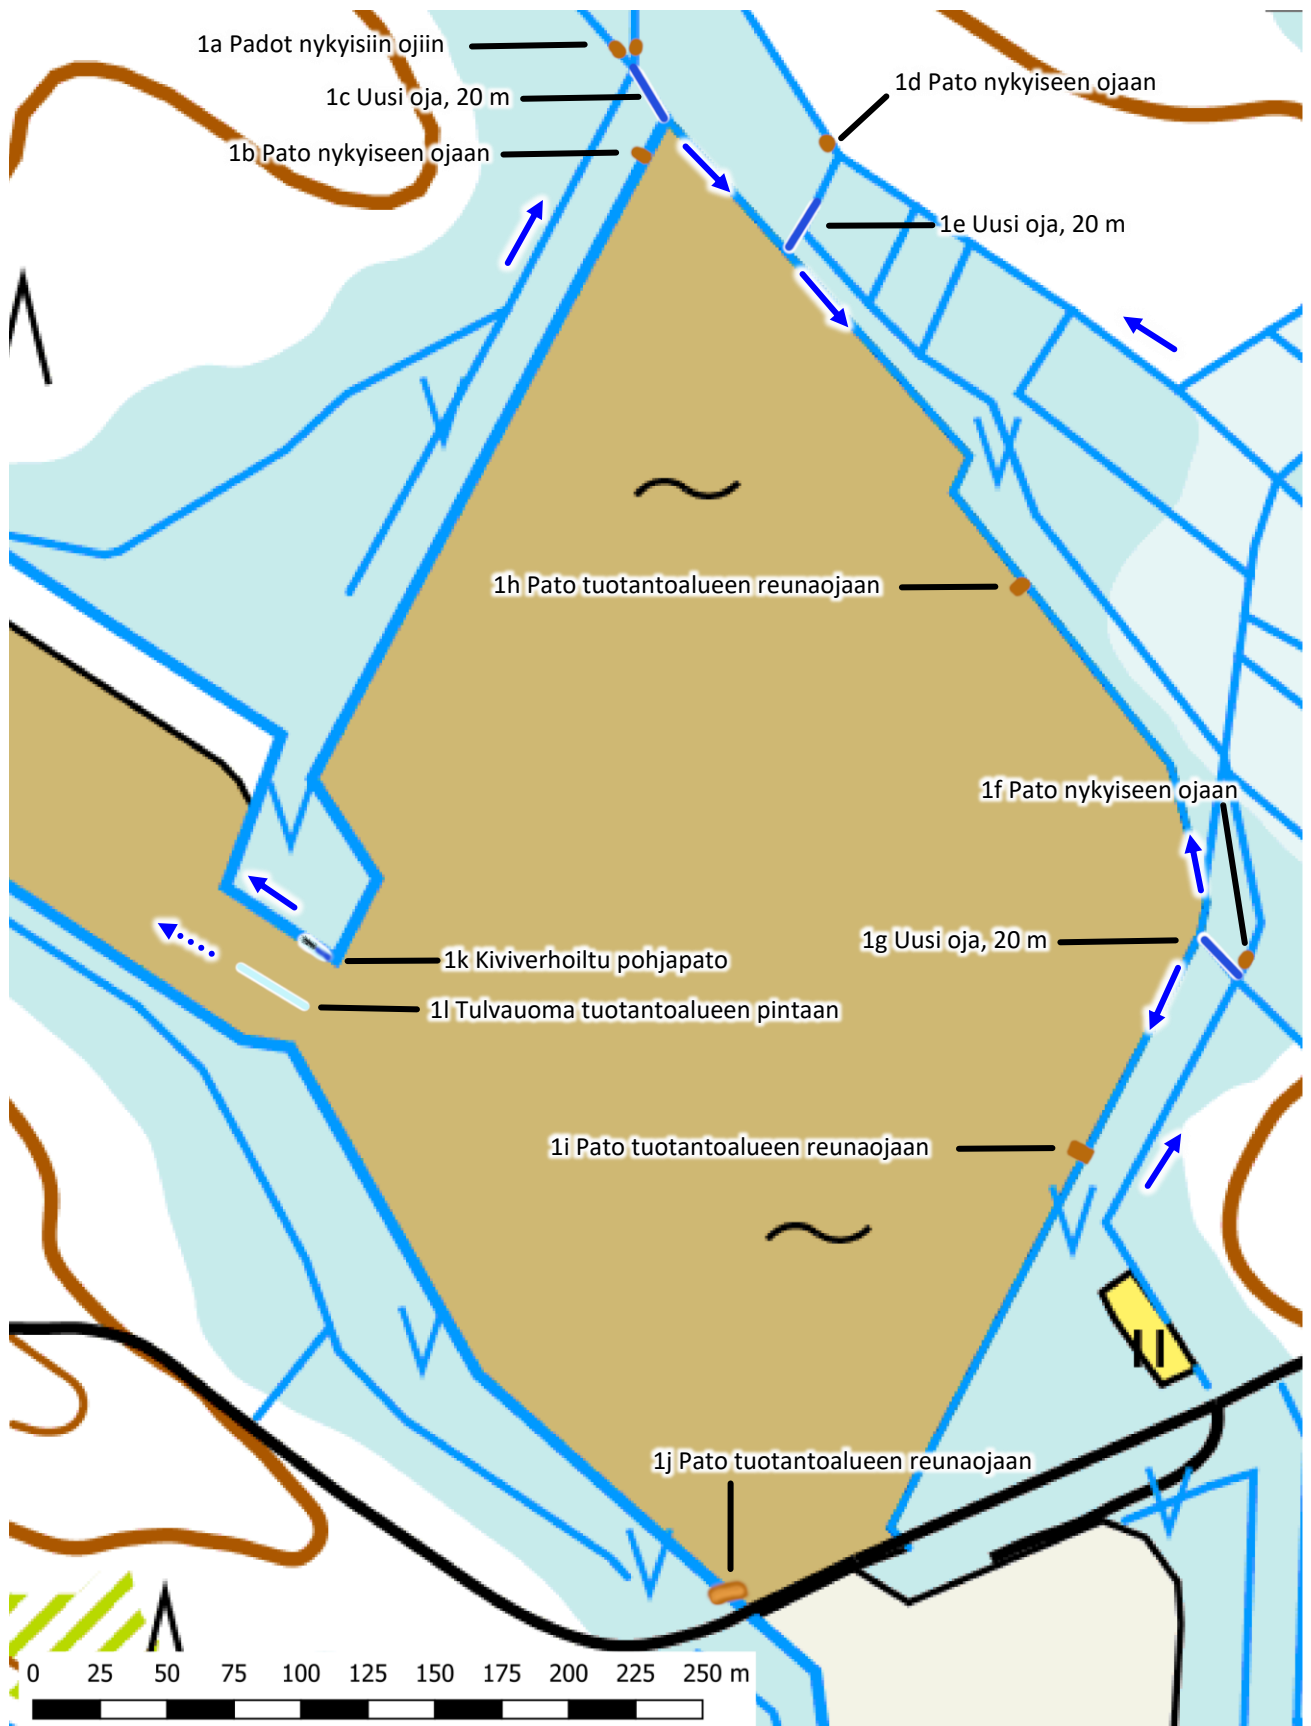 1a Padot nykyisiin ojiin
1d Pato nykyiseen ojaan
1c Uusi oja, 20 m
1b Pato nykyiseen ojaan
1e Uusi oja, 20 m
1h Pato tuotantoalueen reunaojaan
1f Pato nykyiseen ojaan
1g Uusi oja, 20 m
1k Kiviverhoiltu pohjapato
1l Tulvauoma tuotantoalueen pintaan
1i Pato tuotantoalueen reunaojaan
1j Pato tuotantoalueen reunaojaan
0 25 50 75 100 125 150 175 200 225 250 m